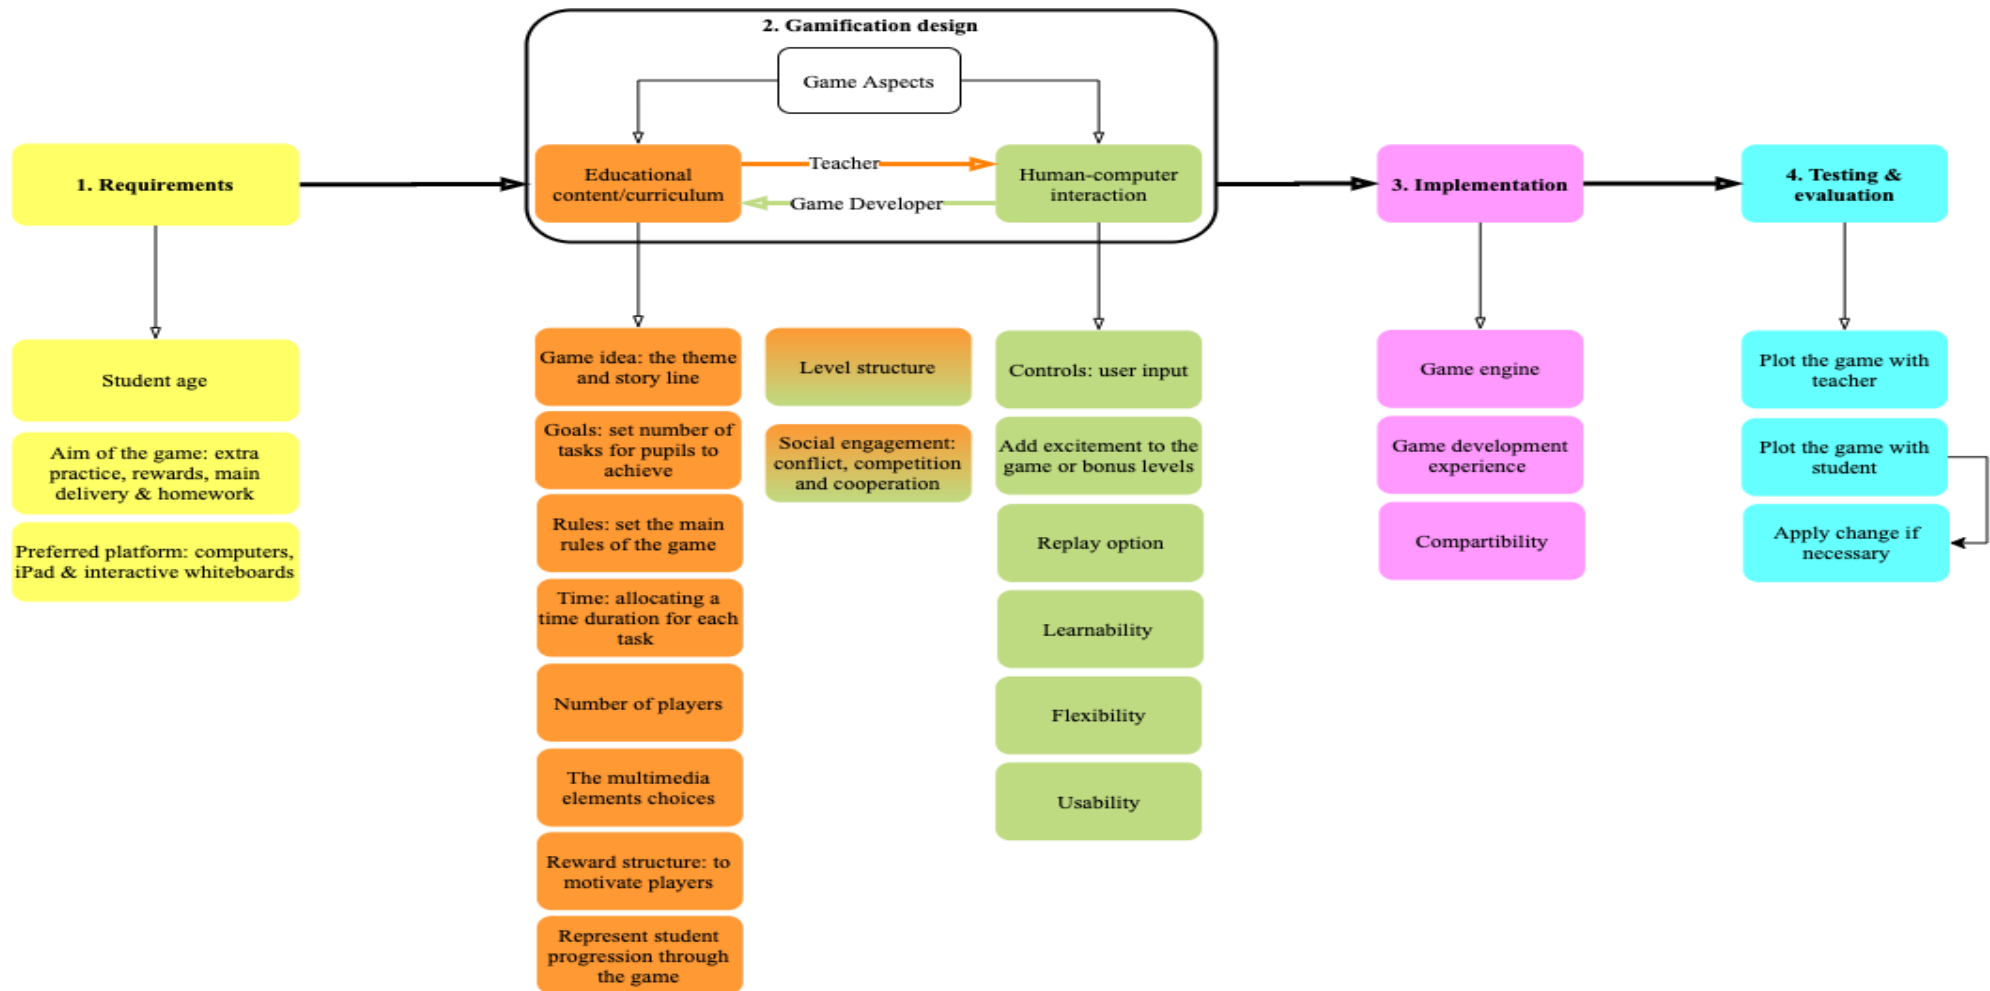 2. Gamification design
Game Aspects
1. Requirements
Educational
content/curriculum
Teacher
Game Developer
Human-computer
interaction
3. Implementation
4. Testing &
evaluation
Student age
Aim of the game: extra
practice, rewards, main
delivery & homework
Preferred platform: computers,
iPad & interactive whiteboards
Game idea: the theme
and story line
Goals: set number of
tasks for pupils to
achieve
Rules: set the main
rules of the game
Time: allocating a
time duration for each
task
Number of players
The multimedia
elements choices
Reward structure: to
motivate players
Represent student
progression through
the game
Level structure
Social engagement:
conflict, competition
and cooperation
Controls: user input
Add excitement to the
game or bonus levels
Replay option
Learnability
Flexibility
Usability
Game engine
Game development
experience
Compartibility
Plot the game with
teacher
Plot the game with
student
Apply change if
necessary